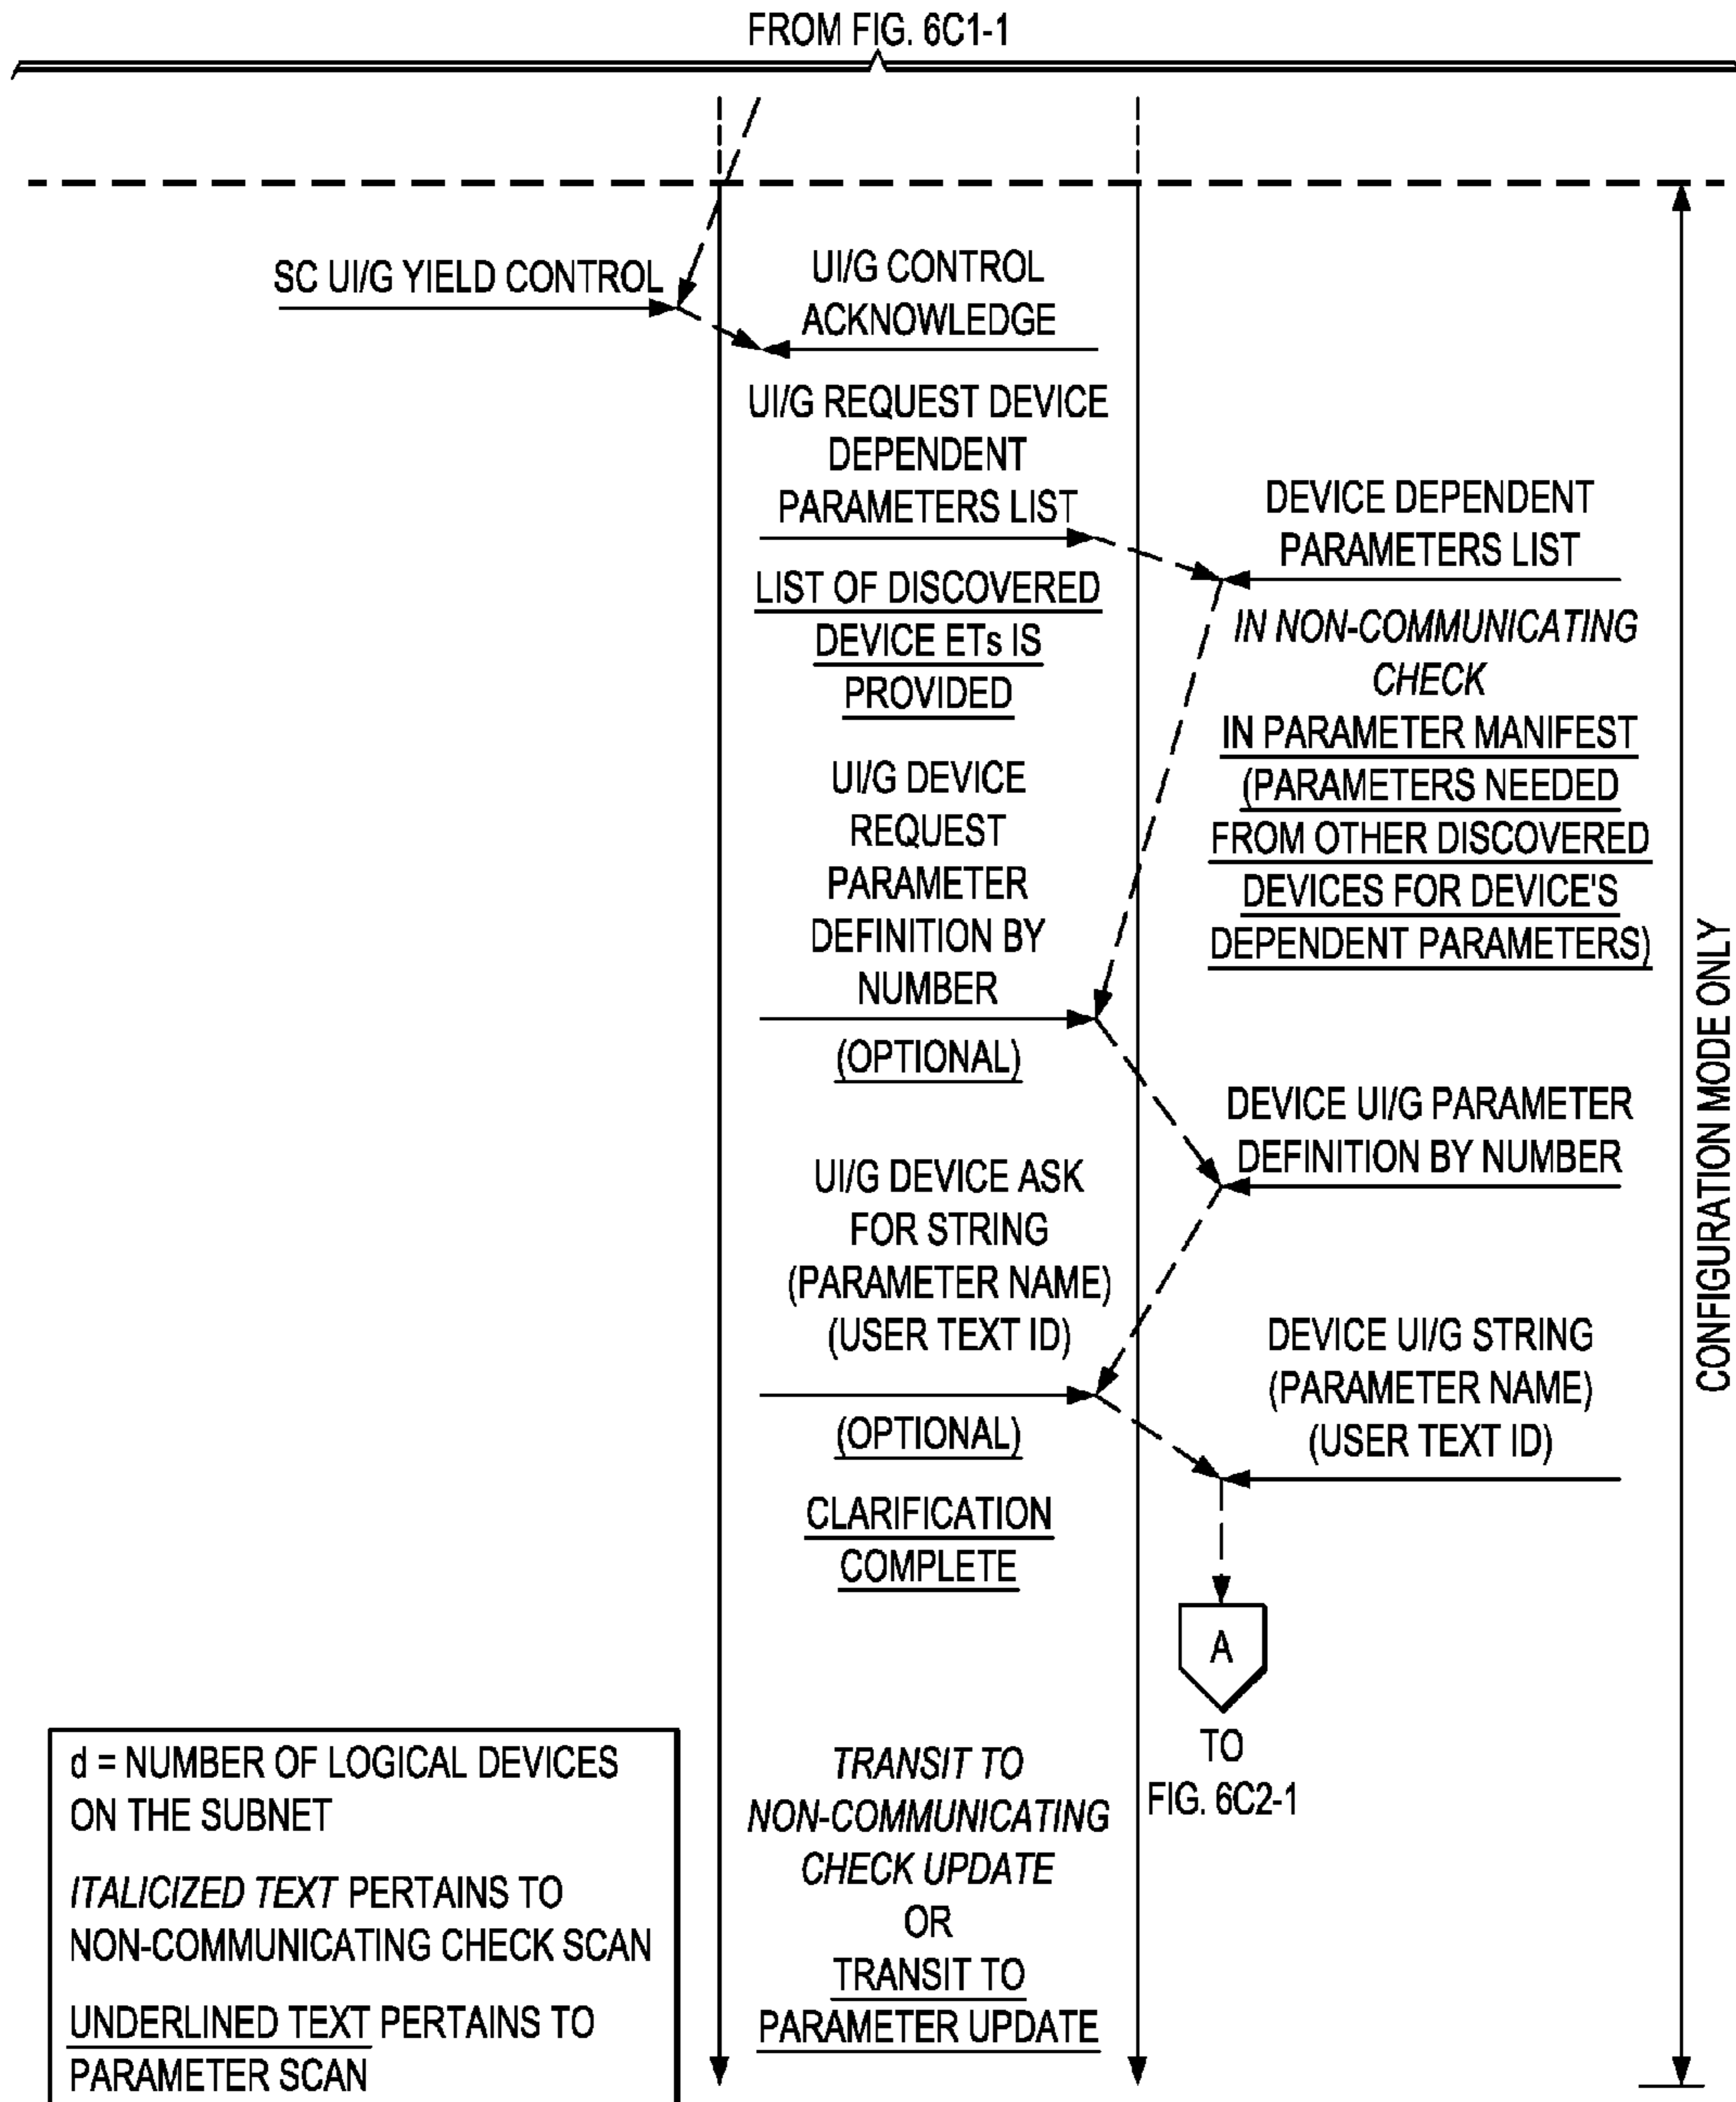 FROM FIG. 6C1-1
SC UI/G YIELD CONTROL
UI/G CONTROL
ACKNOWLEDGE
UI/G REQUEST DEVICE
DEPENDENT
PARAMETERS LIST
DEVICE DEPENDENT
PARAMETERS LIST
LIST OF DISCOVERED
DEVICE ETs IS
PROVIDED
IN NON-COMMUNICATING
CHECK
IN PARAMETER MANIFEST
(PARAMETERS NEEDED
FROM OTHER DISCOVERED
DEVICES FOR DEVICE'S
DEPENDENT PARAMETERS)
UI/G DEVICE
REQUEST
PARAMETER
DEFINITION BY
NUMBER
(OPTIONAL)
DEVICE UI/G PARAMETER
DEFINITION BY NUMBER
UI/G DEVICE ASK
FOR STRING
(PARAMETER NAME)
(USER TEXT ID)
(OPTIONAL)
DEVICE UI/G STRING
(PARAMETER NAME)
(USER TEXT ID)
CLARIFICATION
COMPLETE
A
TO
FIG. 6C2-1
TRANSIT TO
NON-COMMUNICATING
CHECK UPDATE
OR
TRANSIT TO
PARAMETER UPDATE
CONFIGURATION MODE ONLY
d = NUMBER OF LOGICAL DEVICES
ON THE SUBNET
ITALICIZED TEXT PERTAINS TO
NON-COMMUNICATING CHECK SCAN
UNDERLINED TEXT PERTAINS TO
PARAMETER SCAN